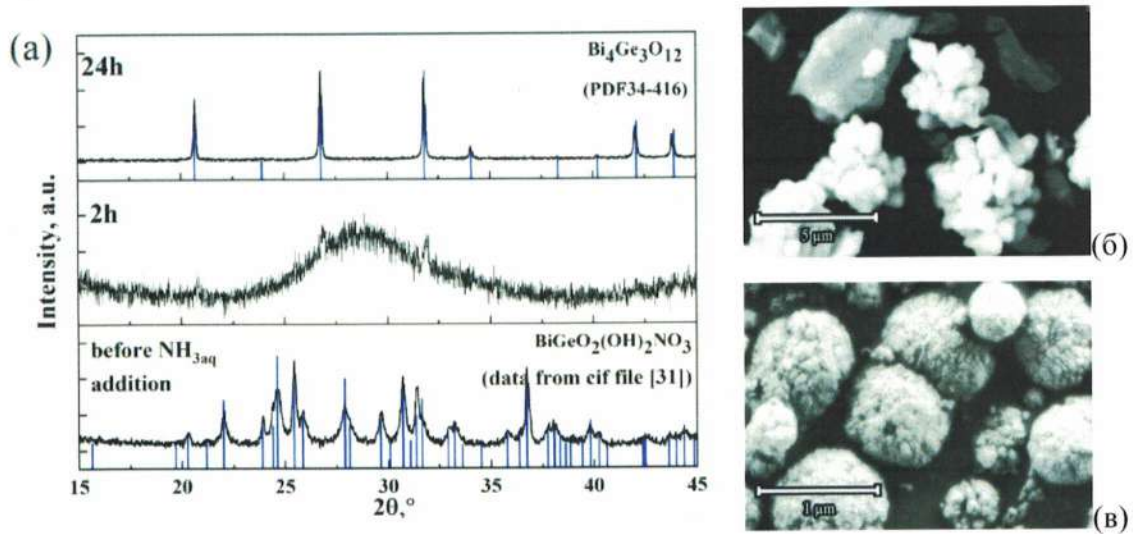 (а)
24h
Bi₄Ge₃O₁₂
(PDF34-416)
2h
before NH₃ₐq
addition
BiGeO₂(OH)₂NO₃
(data from cif file [31])
Intensity, a.u.
15 20 25 30 35 40 45
2θ,°
5 µm
(б)
1 µm
(в)